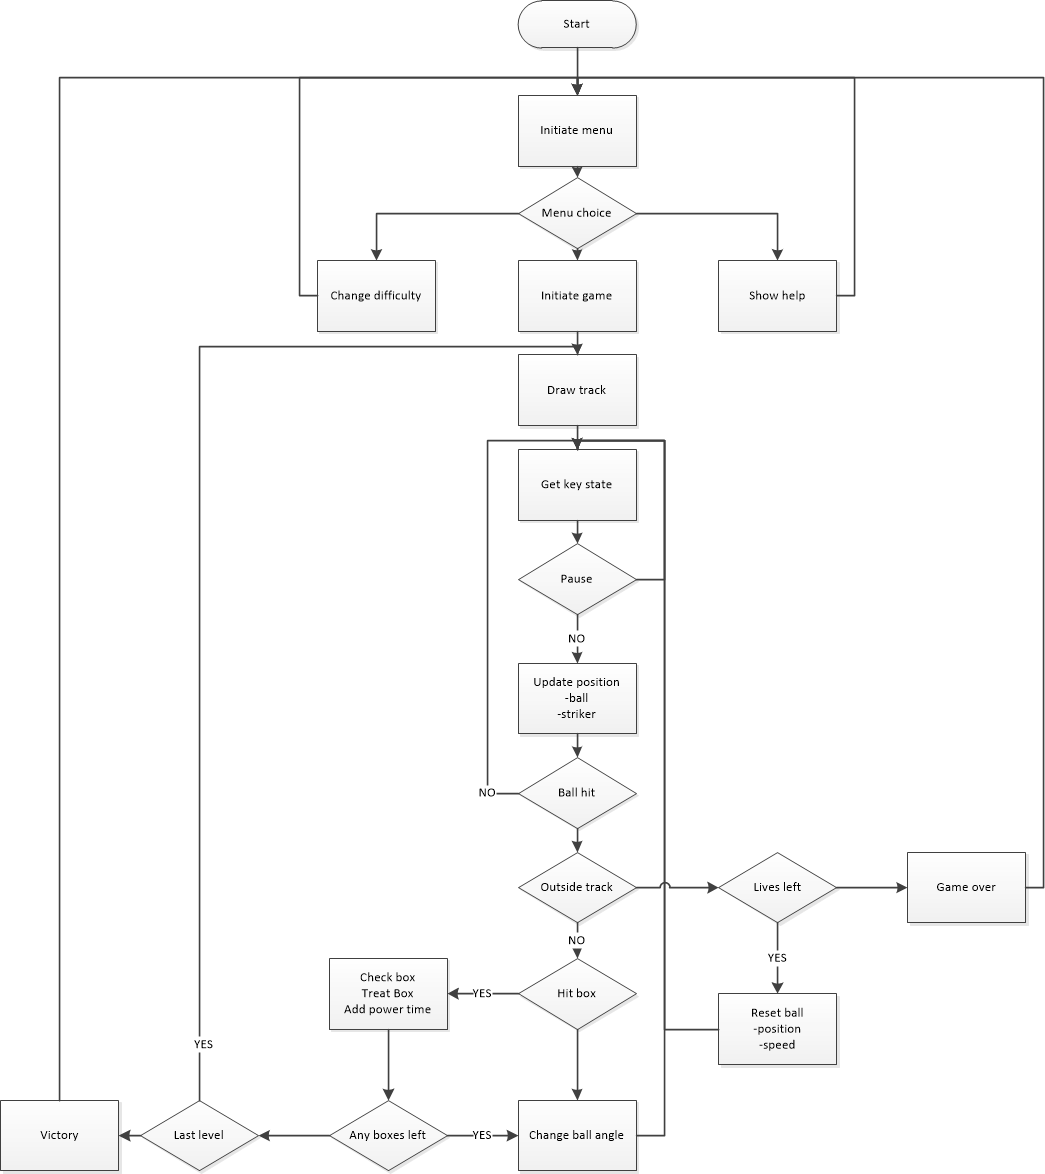 Start
Initiate menu
Menu choice
Change difficulty
Initiate game
Show help
Draw track
Get key state
Pause
NO
Update position
-ball
-striker
NO
Ball hit
Outside track
Lives left
Game over
NO
YES
Check box
Treat Box
Add power time
YES
Hit box
Reset ball
-position
-speed
YES
Victory
Last level
Any boxes left
YES
Change ball angle